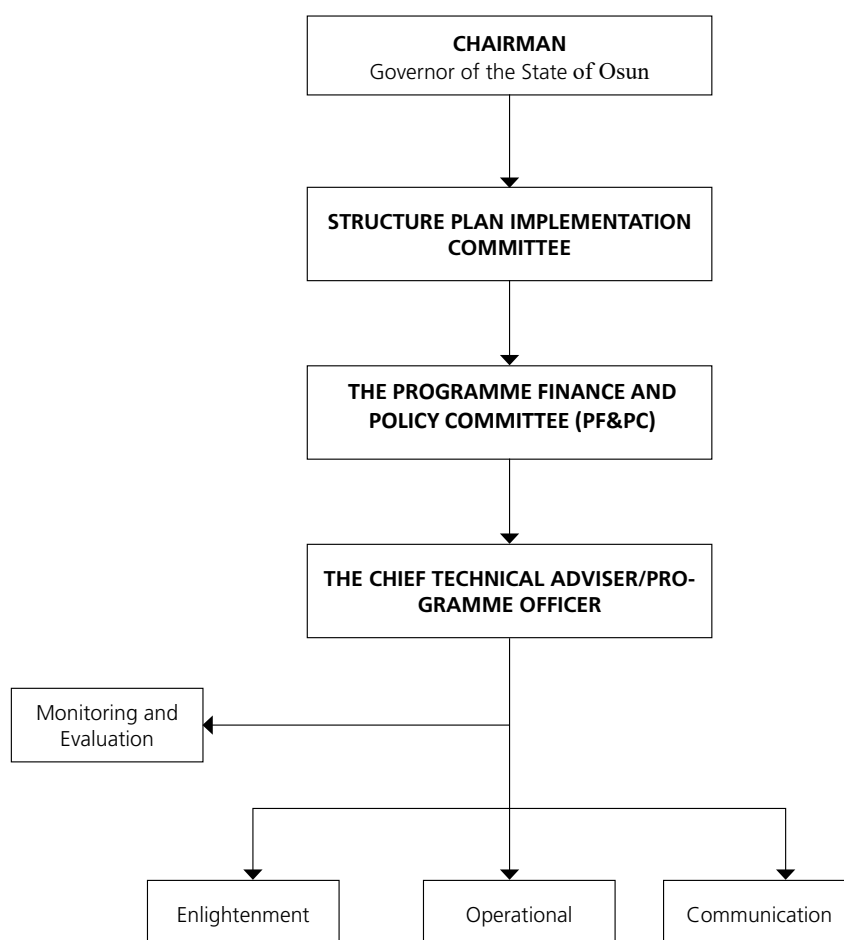 CHAIRMAN
Governor of the State of Osun
STRUCTURE PLAN IMPLEMENTATION
COMMITTEE
THE PROGRAMME FINANCE AND
POLICY COMMITTEE (PF&PC)
THE CHIEF TECHNICAL ADVISER/PRO-
GRAMME OFFICER
Monitoring and
Evaluation
Enlightenment
Operational
Communication